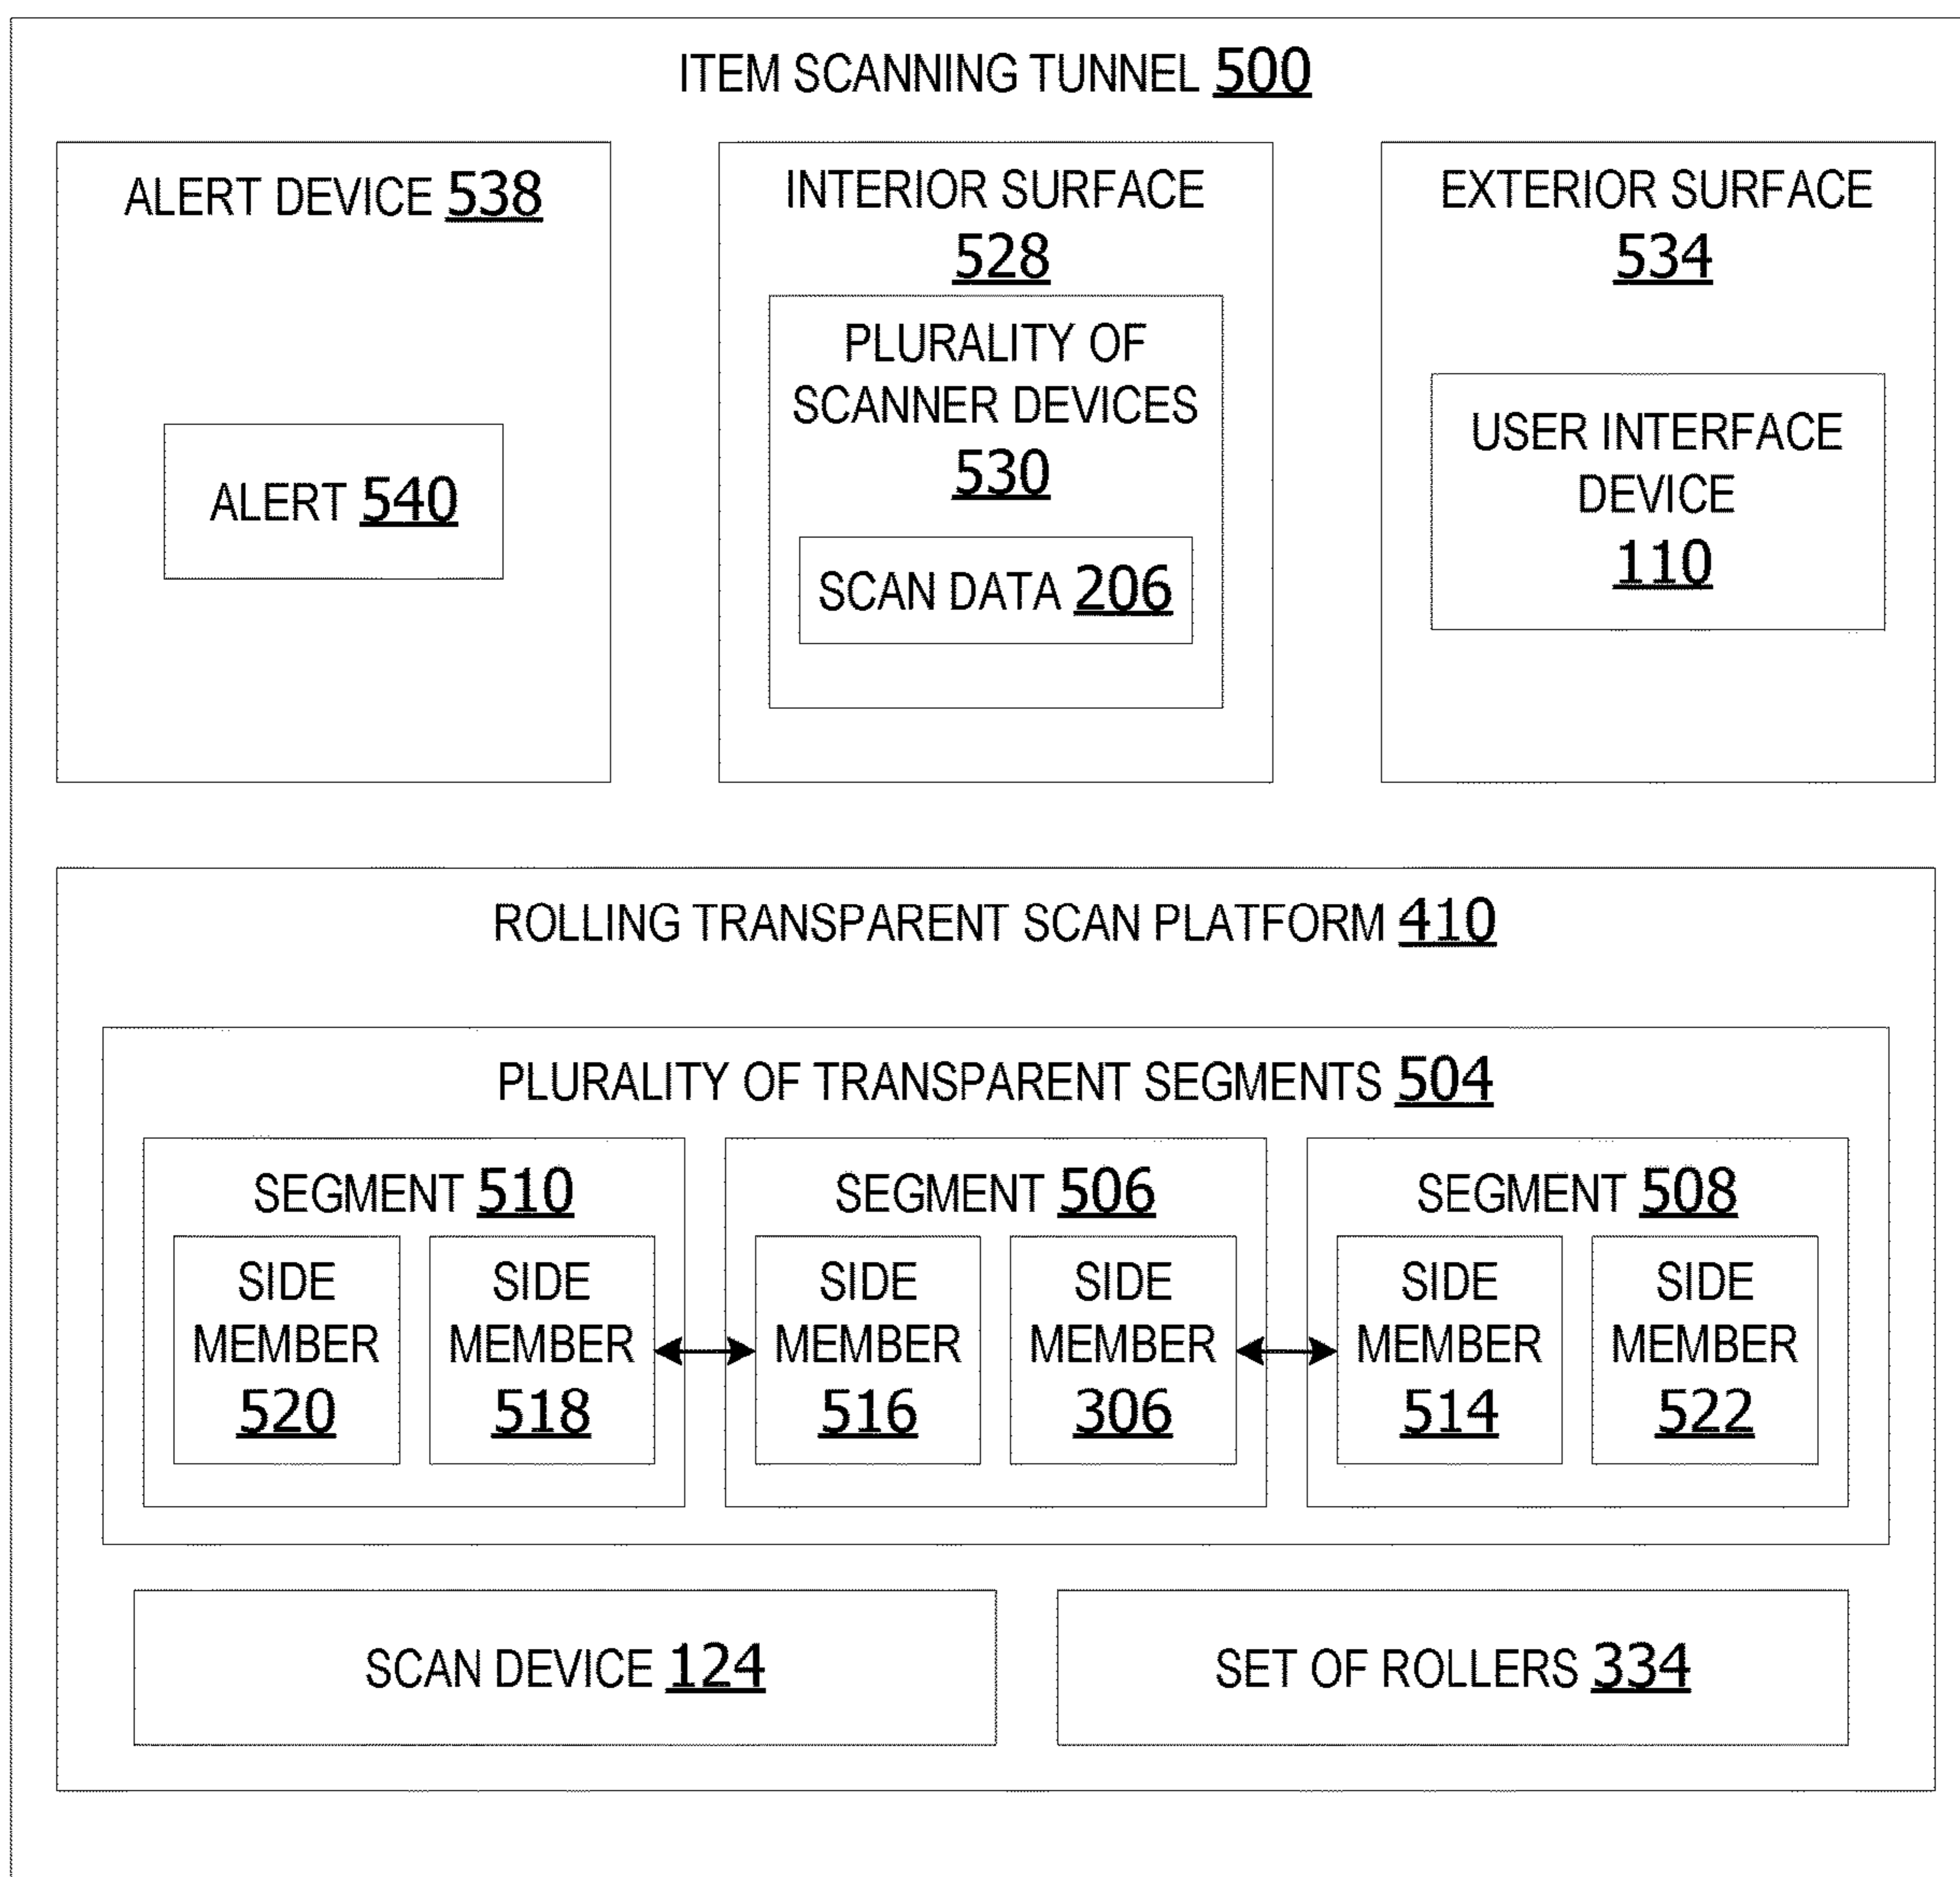 ITEM SCANNING TUNNEL 500
ALERT DEVICE 538
ALERT 540
INTERIOR SURFACE
528
PLURALITY OF
SCANNER DEVICES
530
SCAN DATA 206
EXTERIOR SURFACE
534
USER INTERFACE
DEVICE
110
ROLLING TRANSPARENT SCAN PLATFORM 410
PLURALITY OF TRANSPARENT SEGMENTS 504
SEGMENT 510
SIDE
MEMBER
520
SIDE
MEMBER
518
SEGMENT 506
SIDE
MEMBER
516
SIDE
MEMBER
306
SEGMENT 508
SIDE
MEMBER
514
SIDE
MEMBER
522
SCAN DEVICE 124
SET OF ROLLERS 334